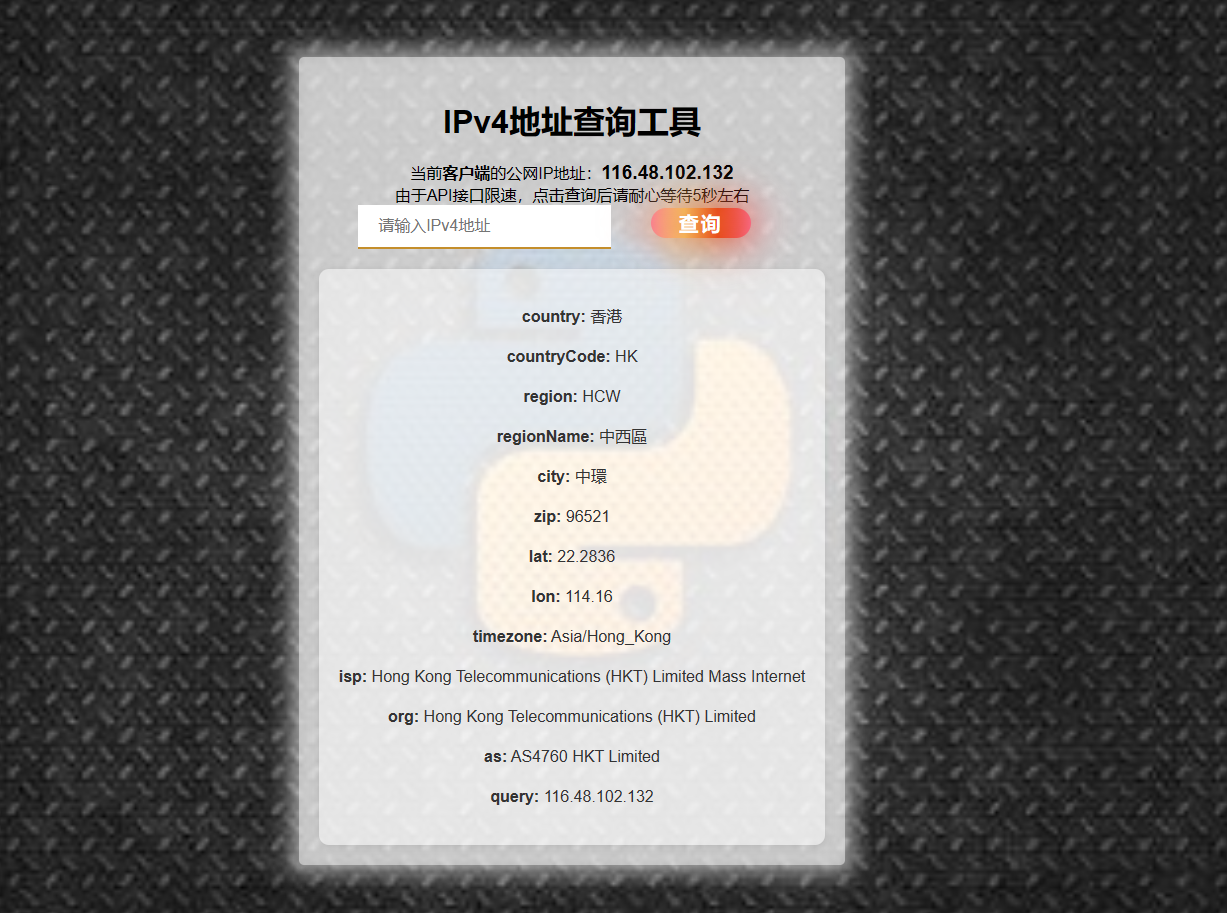 IPv4地址查询工具
当前客户端的公网IP地址：116.48.102.132
由于API接口限速，点击查询后请耐心等待5秒左右
请输入IPv4地址 查询
country: 香港
countryCode: HK
region: HCW
regionName: 中西區
city: 中環
zip: 96521
lat: 22.2836
lon: 114.16
timezone: Asia/Hong_Kong
isp: Hong Kong Telecommunications (HKT) Limited Mass Internet
org: Hong Kong Telecommunications (HKT) Limited
as: AS4760 HKT Limited
query: 116.48.102.132